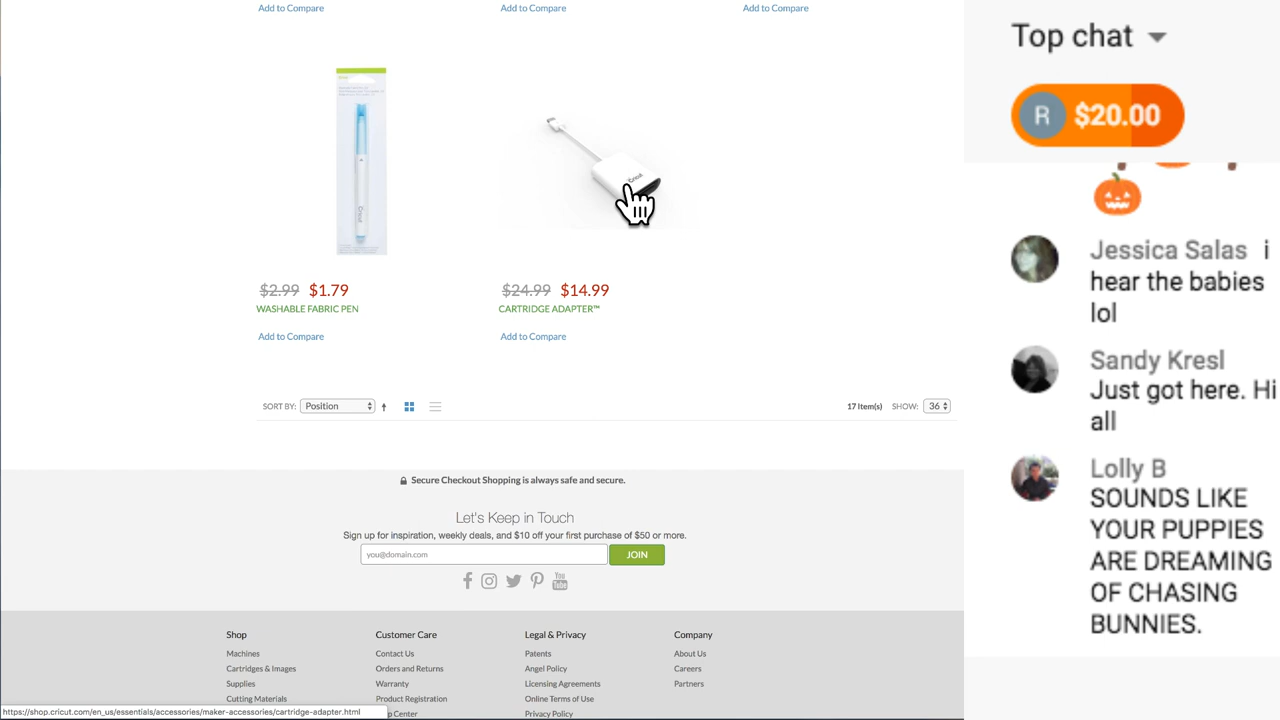 Add to Compare
Add to Compare
Add to Compare
cricut
cricut
$2.99 $1.79
WASHABLE FABRIC PEN
Add to Compare
$24.99 $14.99
CARTRIDGE ADAPTER™
Add to Compare
SORT BY: Position
17 Item(s) SHOW: 36
Secure Checkout Shopping is always safe and secure.
Let's Keep in Touch
Sign up for inspiration, weekly deals, and $10 off your first purchase of $50 or more.
you@domain.com JOIN
You
Tube
Shop
Machines
Cartridges & Images
Supplies
Cutting Materials
Customer Care
Contact Us
Orders and Returns
Warranty
Product Registration
p Center
Legal & Privacy
Patents
Angel Policy
Licensing Agreements
Online Terms of Use
Privacy Policy
Company
About Us
Careers
Partners
https://shop.cricut.com/en_us/essentials/accessories/maker-accessories/cartridge-adapter.html
Top chat
R $20.00
Jessica Salas i
hear the babies
lol
Sandy Kresl
Just got here. Hi
all
Lolly B
SOUNDS LIKE
YOUR PUPPIES
ARE DREAMING
OF CHASING
BUNNIES.